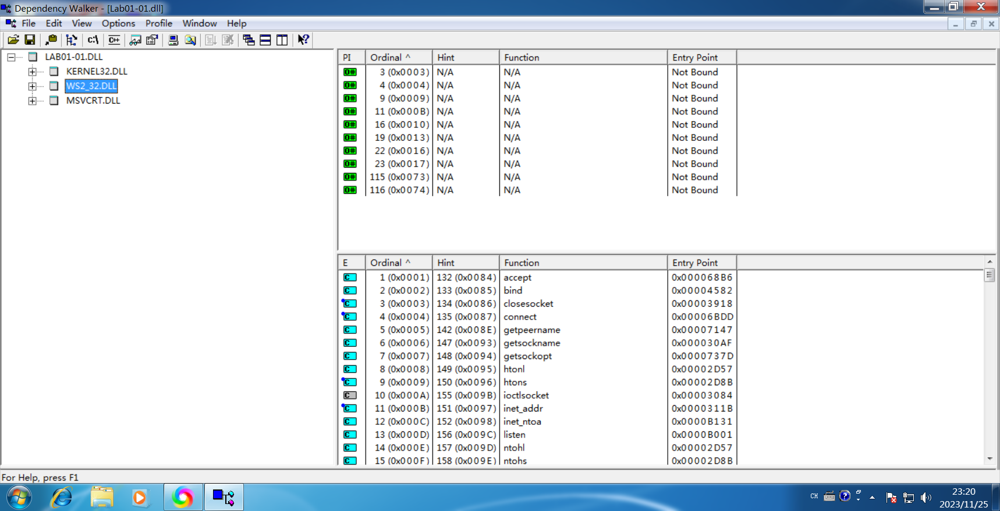 Dependency Walker - [Lab01-01.dll]
File Edit View Options Profile Window Help
c:\ C++
LAB01-01.DLL
KERNEL32.DLL
WS2_32.DLL
MSVCRT.DLL
PI Ordinal ^ Hint Function Entry Point
O# 3 (0x0003) N/A N/A Not Bound
O# 4 (0x0004) N/A N/A Not Bound
O# 9 (0x0009) N/A N/A Not Bound
O# 11 (0x000B) N/A N/A Not Bound
O# 16 (0x0010) N/A N/A Not Bound
O# 19 (0x0013) N/A N/A Not Bound
O# 22 (0x0016) N/A N/A Not Bound
O# 23 (0x0017) N/A N/A Not Bound
O# 115 (0x0073) N/A N/A Not Bound
O# 116 (0x0074) N/A N/A Not Bound
E Ordinal ^ Hint Function Entry Point
C 1 (0x0001) 132 (0x0084) accept 0x000068B6
C 2 (0x0002) 133 (0x0085) bind 0x00004582
C 3 (0x0003) 134 (0x0086) closesocket 0x00003918
C 4 (0x0004) 135 (0x0087) connect 0x00006BDD
C 5 (0x0005) 142 (0x008E) getpeername 0x00007147
C 6 (0x0006) 147 (0x0093) getsockname 0x000030AF
C 7 (0x0007) 148 (0x0094) getsockopt 0x0000737D
C 8 (0x0008) 149 (0x0095) htonl 0x00002D57
C 9 (0x0009) 150 (0x0096) htons 0x00002D8B
C 10 (0x000A) 155 (0x009B) ioctlsocket 0x00003084
C 11 (0x000B) 151 (0x0097) inet_addr 0x0000311B
C 12 (0x000C) 152 (0x0098) inet_ntoa 0x0000B131
C 13 (0x000D) 156 (0x009C) listen 0x0000B001
C 14 (0x000E) 157 (0x009D) ntohl 0x00002D57
C 15 (0x000F) 158 (0x009E) ntohs 0x00002D8B
For Help, press F1
CH
23:20
2023/11/25